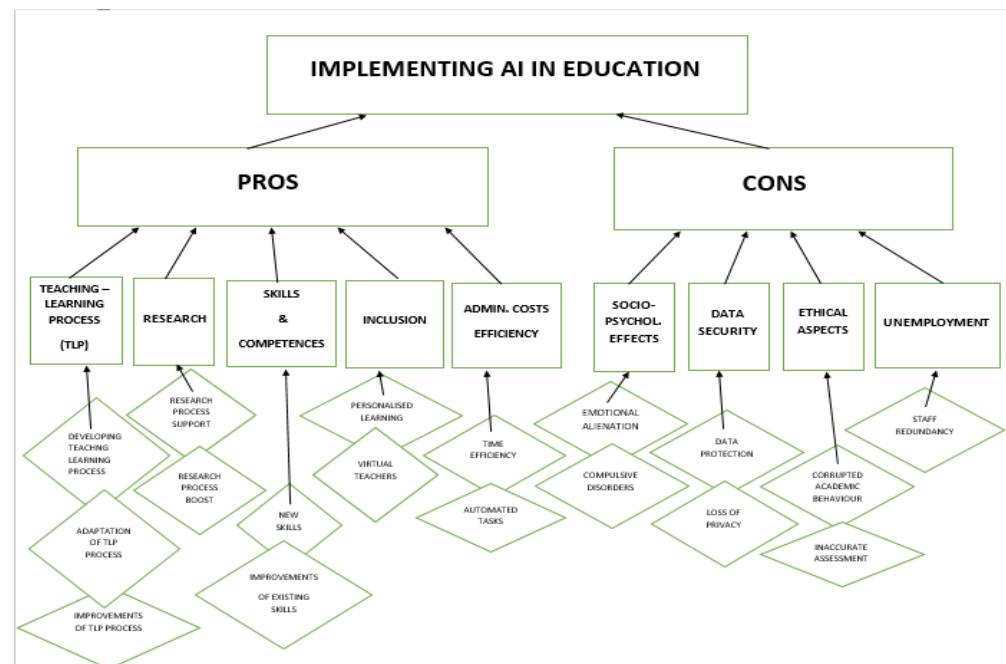 IMPLEMENTING AI IN EDUCATION
PROS
CONS
TEACHING –
LEARNING
PROCESS
(TLP)
RESEARCH
SKILLS
&
COMPETENCES
INCLUSION
ADMIN. COSTS
EFFICIENCY
SOCIO-
PSYCHOL.
EFFECTS
DATA
SECURITY
ETHICAL
ASPECTS
UNEMPLOYMENT
DEVELOPING
TEACHNG
LEARNING
PROCESS
ADAPTATION
OF TLP
PROCESS
IMPROVEMENTS
OF TLP PROCESS
RESEARCH
PROCESS
SUPPORT
RESEARCH
PROCESS
BOOST
NEW
SKILLS
IMPROVEMENTS
OF EXISTING
SKILLS
PERSONALISED
LEARNING
VIRTUAL
TEACHERS
TIME
EFFICIENCY
AUTOMATED
TASKS
EMOTIONAL
ALIENATION
COMPULSIVE
DISORDERS
DATA
PROTECTION
LOSS OF
PRIVACY
CORRUPTED
ACADEMIC
BEHAVIOUR
INACCURATE
ASSESSMENT
STAFF
REDUNDANCY